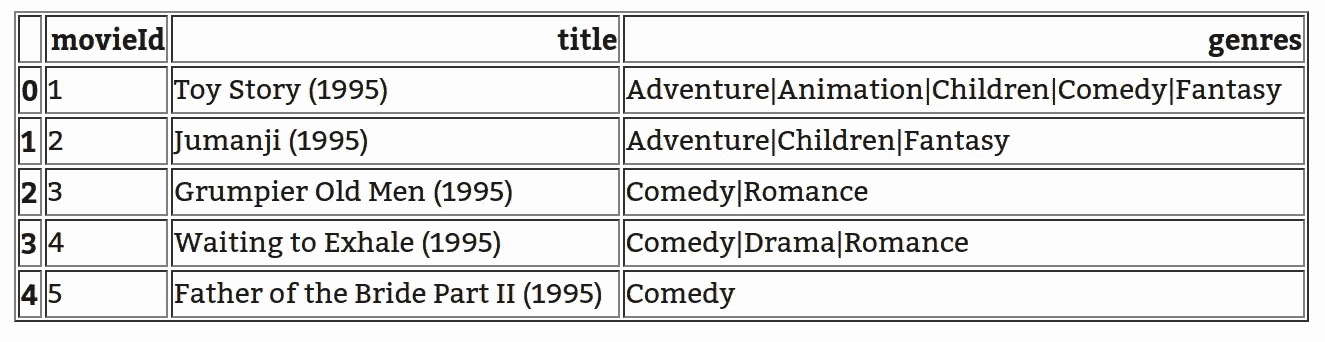 movieId title genres
0 1 Toy Story (1995) Adventure|Animation|Children|Comedy|Fantasy
1 2 Jumanji (1995) Adventure|Children|Fantasy
2 3 Grumpier Old Men (1995) Comedy|Romance
3 4 Waiting to Exhale (1995) Comedy|Drama|Romance
4 5 Father of the Bride Part II (1995) Comedy